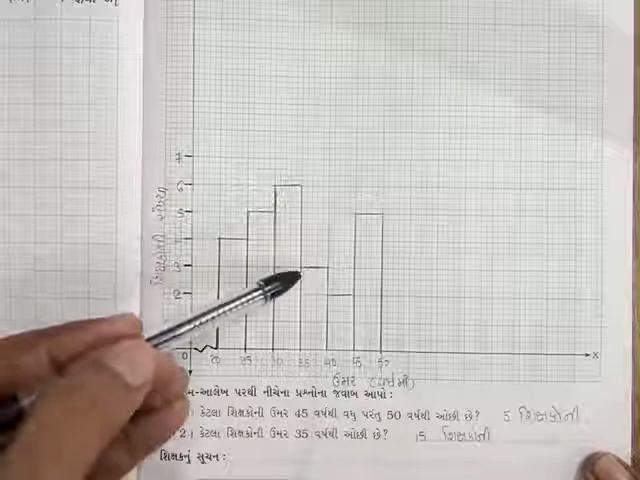 7
6
શિક્ષકોની સંખ્યા
5
3
2
0 20 25 30 35 40 45 50 X
ઉંમર (વર્ષમાં)
-આલેખ પરથી નીચેના પ્રશ્નોના જવાબ આપો :
કેટલા શિક્ષકોની ઉંમર 45 વર્ષથી વધુ પરંતુ 50 વર્ષથી ઓછી છે? 5 શિક્ષકોની
2) કેટલા શિક્ષકોની ઉંમર 35 વર્ષથી ઓછી છે? 15 શિક્ષકોની
શિક્ષકનું સૂચન :